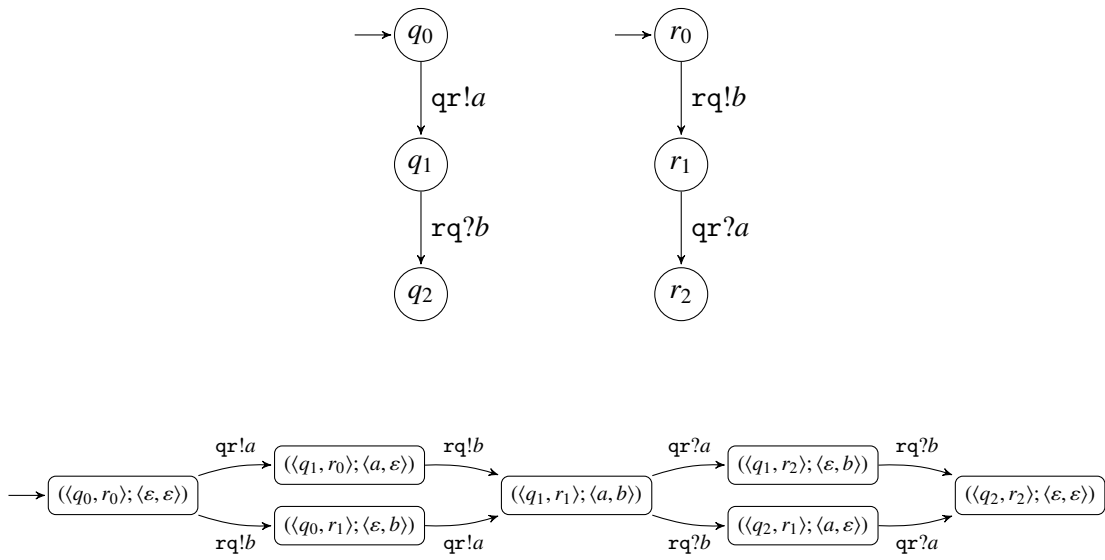 q₀ r₀
qr!a rq!b
q₁ r₁
rq?b qr?a
q₂ r₂
qr!a rq!b qr?a rq?b
(⟨q₁, r₀⟩;⟨a, ε⟩) (⟨q₁, r₂⟩;⟨ε, b⟩)
(⟨q₀, r₀⟩;⟨ε, ε⟩) (⟨q₁, r₁⟩;⟨a, b⟩) (⟨q₂, r₂⟩;⟨ε, ε⟩)
(⟨q₀, r₁⟩;⟨ε, b⟩) (⟨q₂, r₁⟩;⟨a, ε⟩)
rq!b qr!a rq?b qr?a